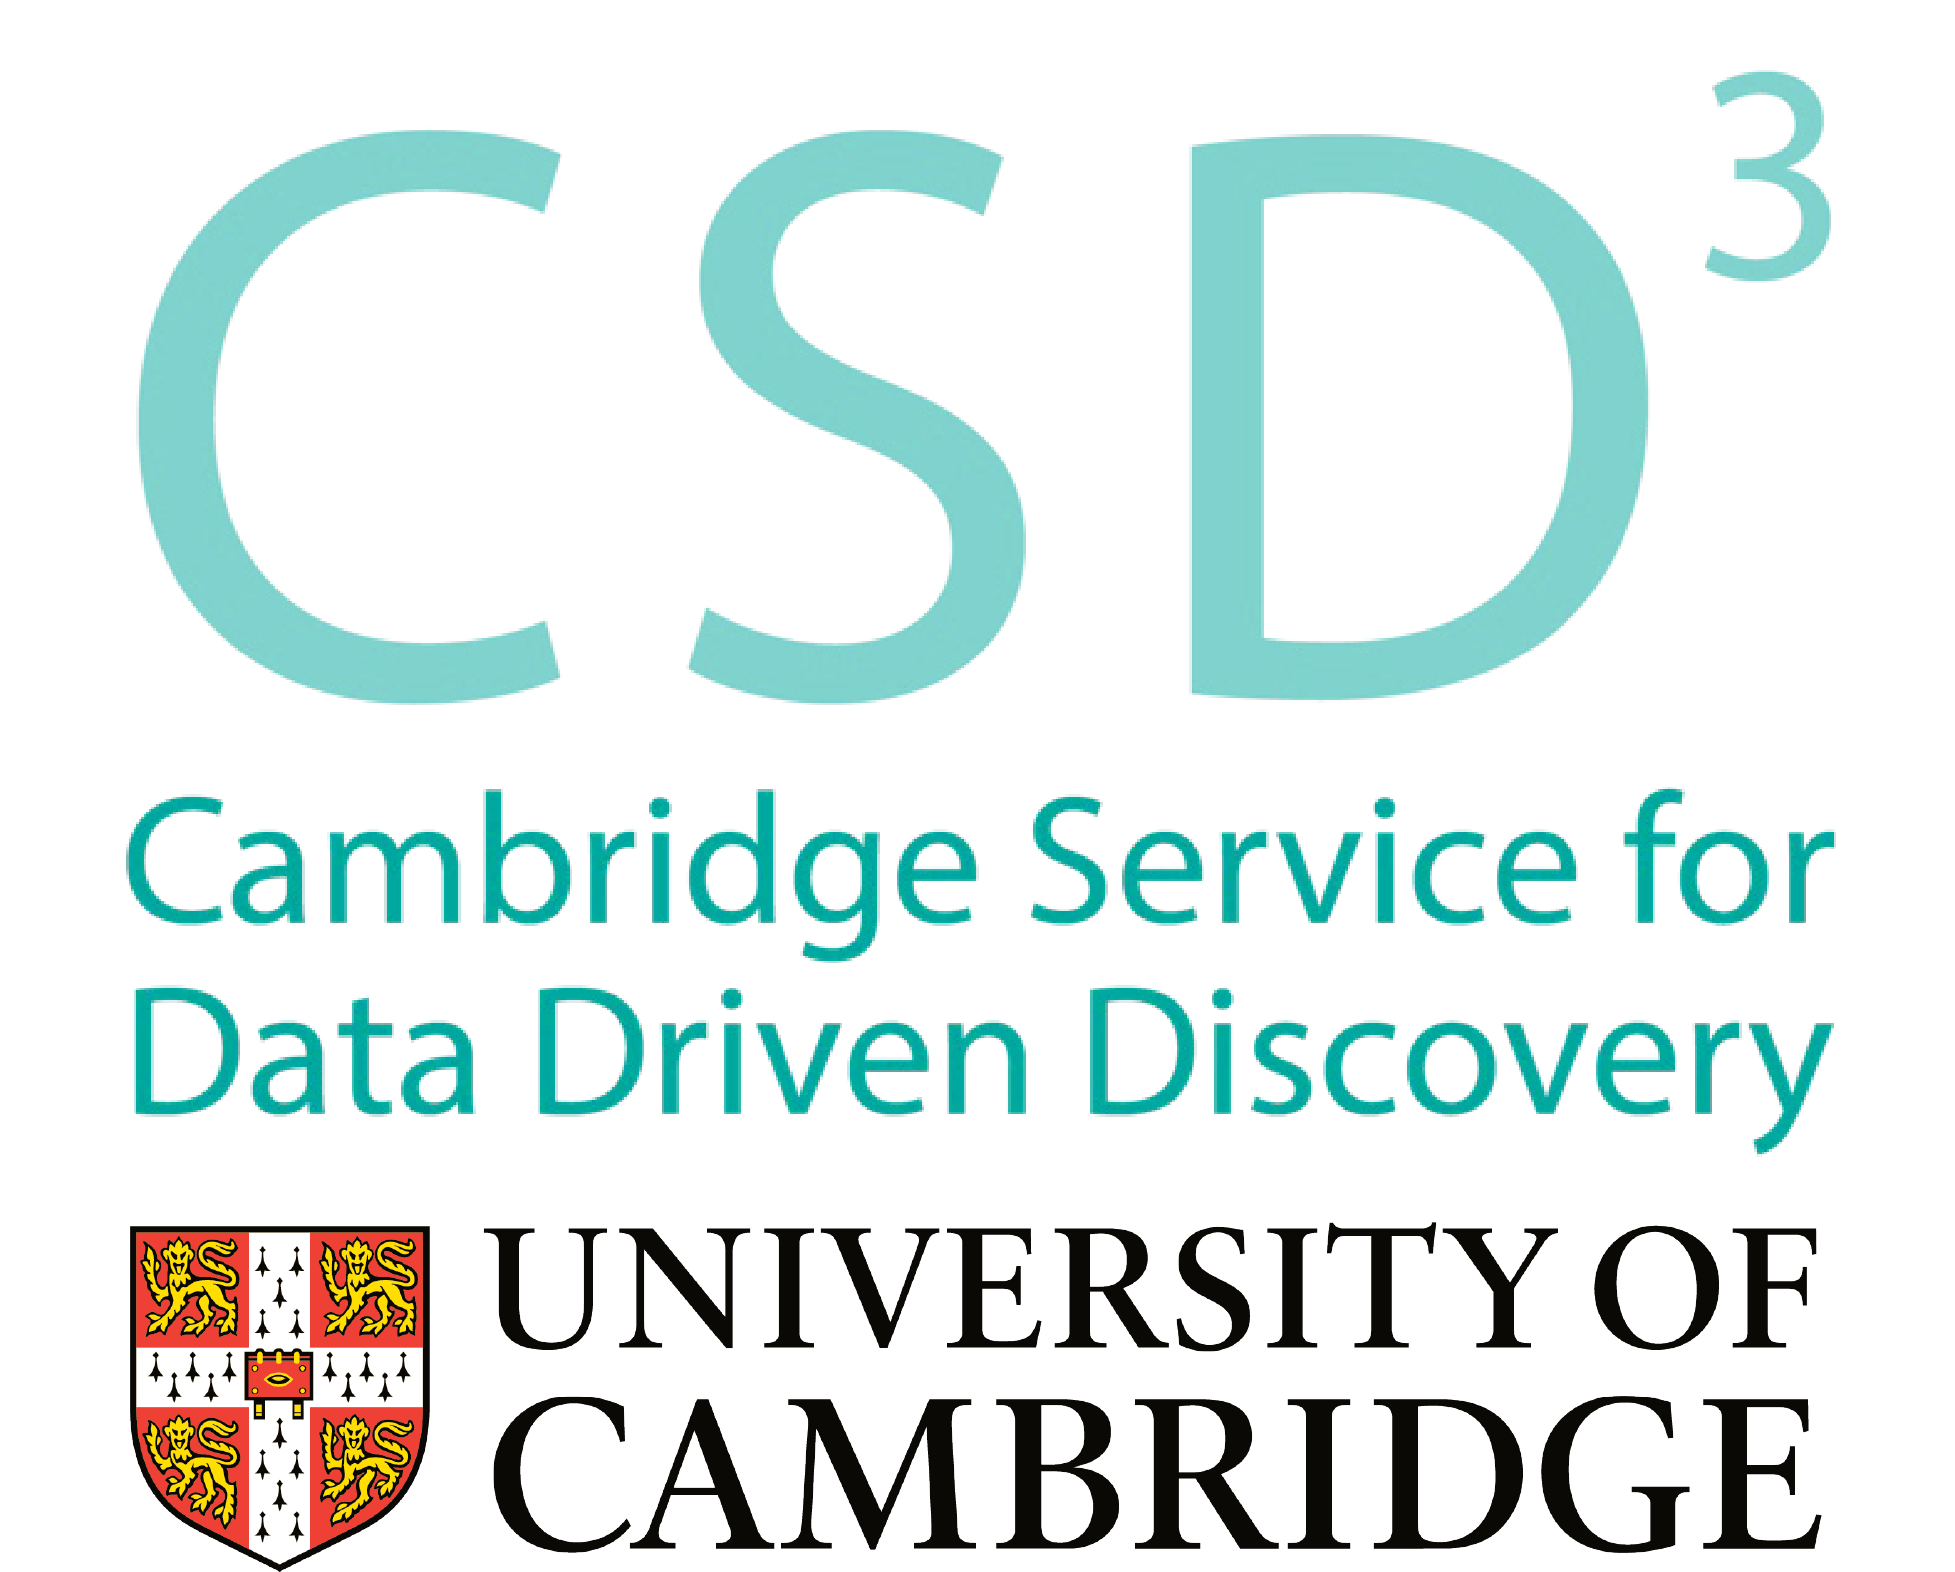 CSD³
Cambridge Service for
Data Driven Discovery
UNIVERSITY OF
CAMBRIDGE